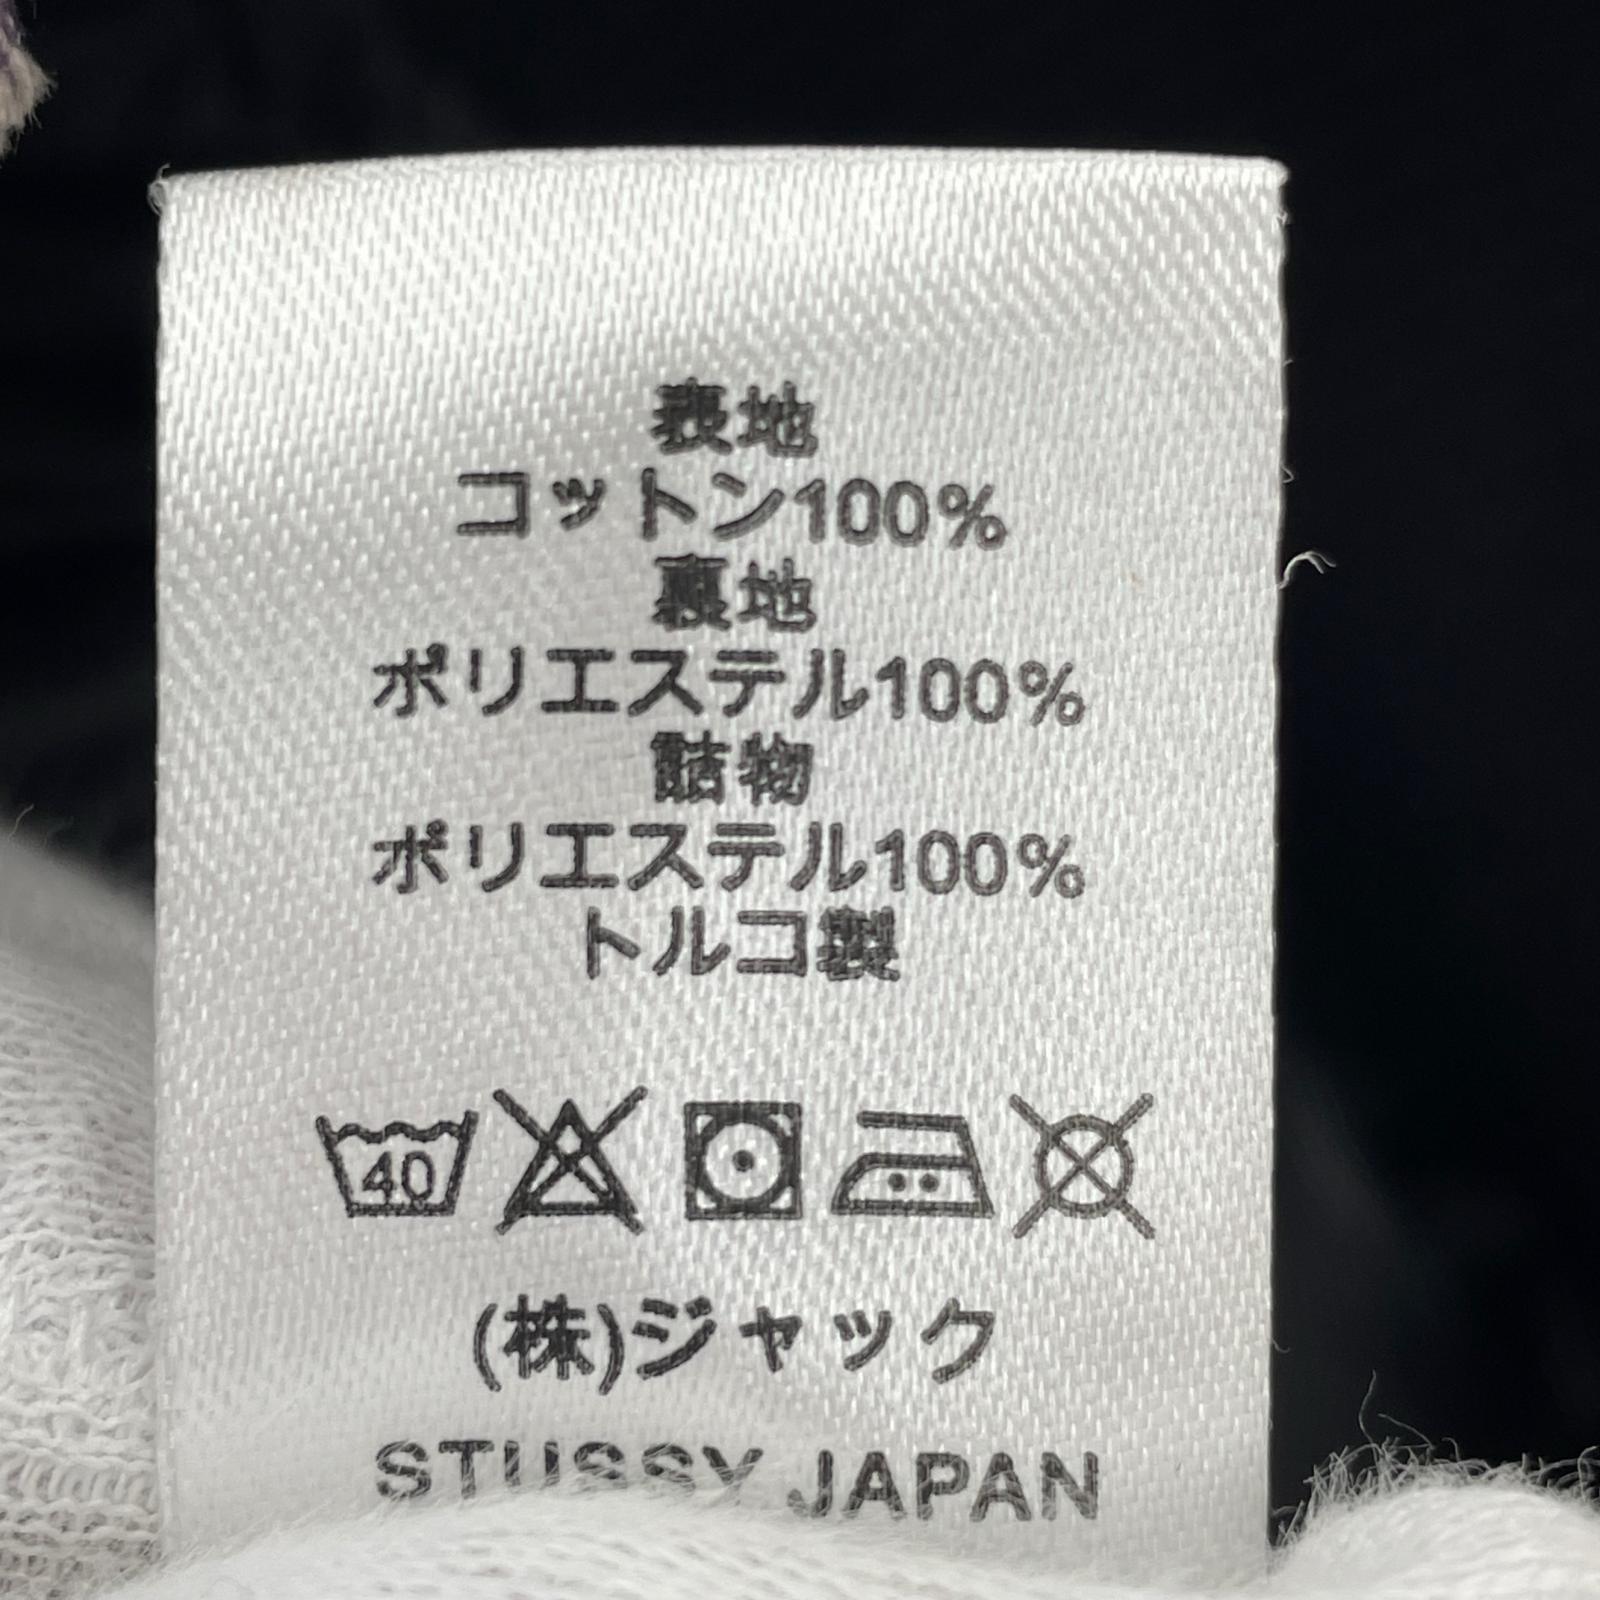 表地
コットン100%
裏地
ポリエステル100%
詰物
ポリエステル100%
トルコ製
40
(株)ジャック
STUSSY JAPAN